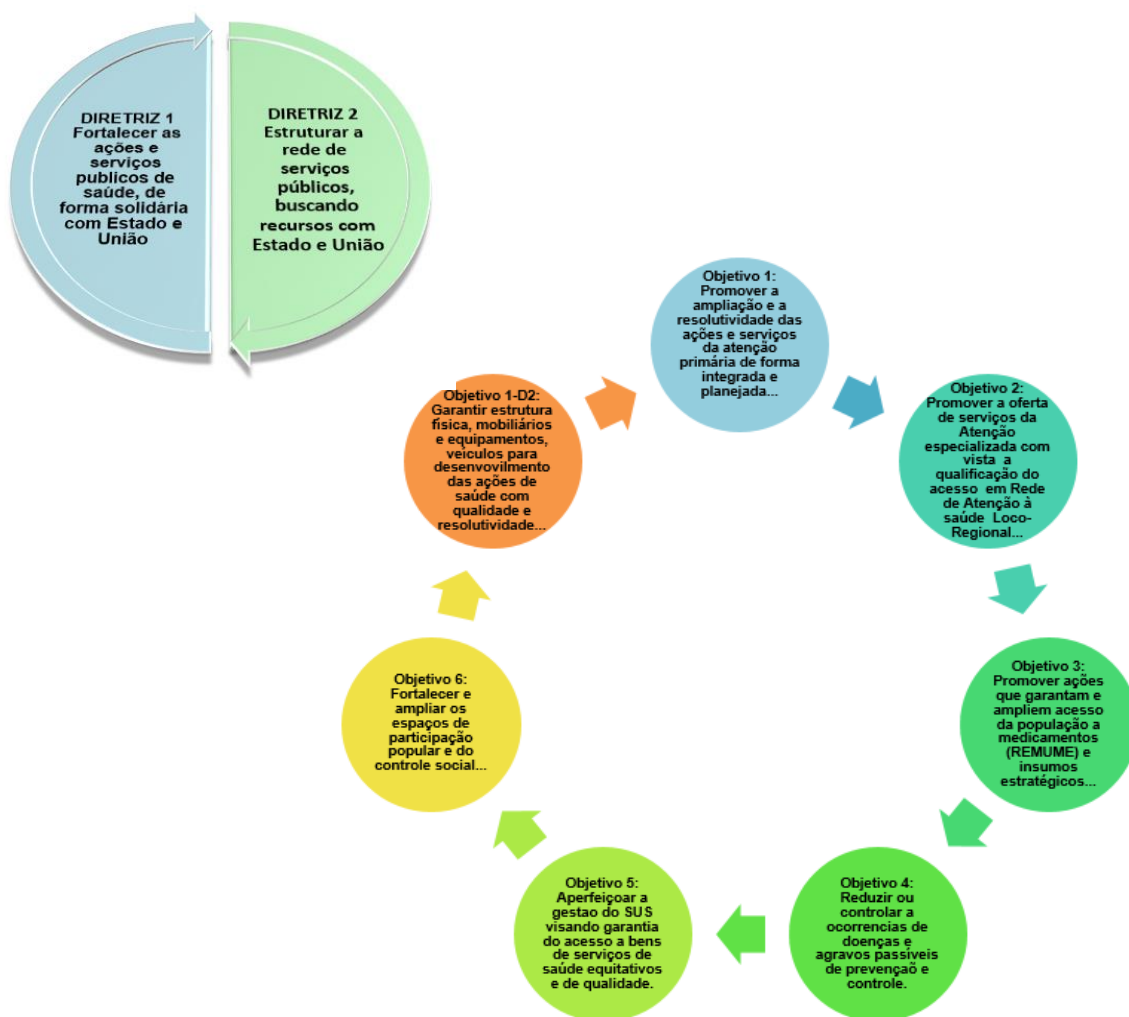 DIRETRIZ 1
Fortalecer as
ações e
serviços
publicos de
saúde, de
forma solidária
com Estado e
União
DIRETRIZ 2
Estruturar a
rede de
serviços
públicos,
buscando
recursos com
Estado e União
Objetivo 1:
Promover a
ampliação e a
resolutividade das
ações e serviços
da atenção
primária de forma
integrada e
planejada...
Objetivo 2:
Promover a oferta
de serviços da
Atenção
especializada com
vista a
qualificação do
acesso em Rede
de Atenção à
saúde Loco-
Regional...
Objetivo 3:
Promover ações
que garantam e
ampliem acesso
da população a
medicamentos
(REMUME) e
insumos
estratégicos...
Objetivo 4:
Reduzir ou
controlar a
ocorrencias de
doenças e
agravos passíveis
de prevençaõ e
controle.
Objetivo 5:
Aperfeiçoar a
gestao do SUS
visando garantia
do acesso a bens
de serviços de
saúde equitativos
e de qualidade.
Objetivo 6:
Fortalecer e
ampliar os
espaços de
participação
popular e do
controle social...
Objetivo 1-D2:
Garantir estrutura
física, mobiliários
e equipamentos,
veículos para
desenvovilmento
das ações de
saúde com
qualidade e
resolutividade...